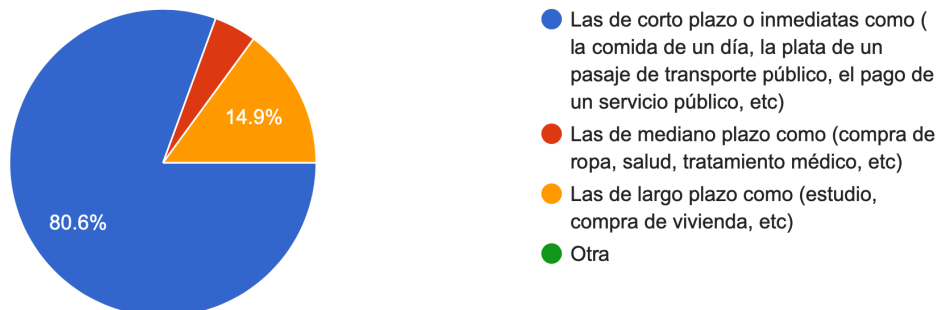 80.6%
14.9%
Las de corto plazo o inmediatas como (
la comida de un día, la plata de un
pasaje de transporte público, el pago de
un servicio público, etc)
Las de mediano plazo como (compra de
ropa, salud, tratamiento médico, etc)
Las de largo plazo como (estudio,
compra de vivienda, etc)
Otra